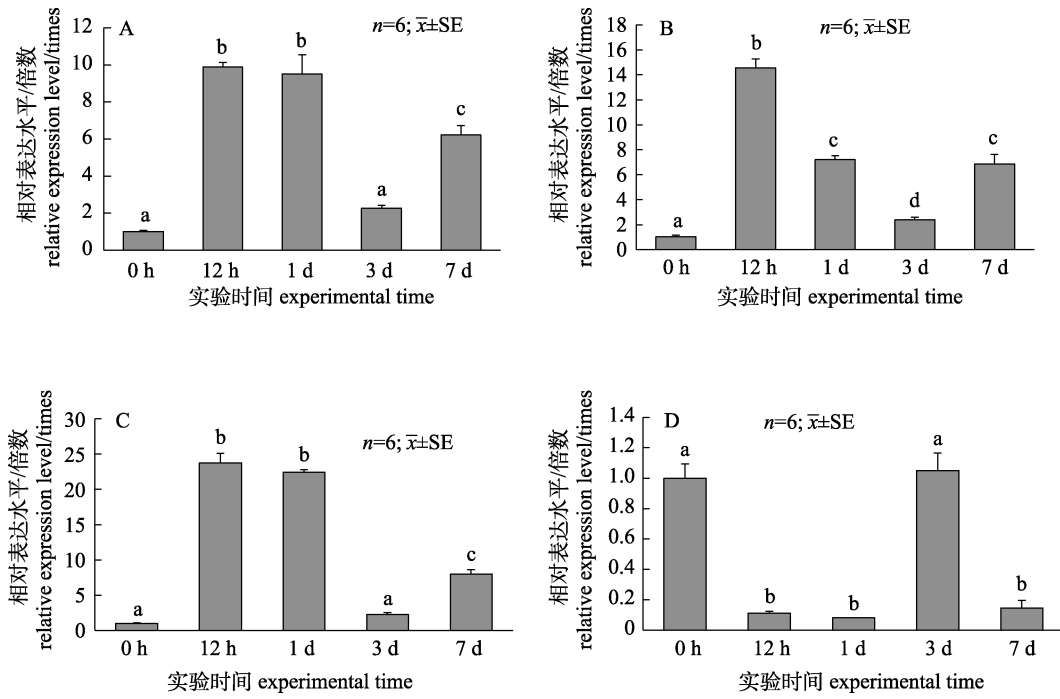 A
n=6; x̄±SE
相对表达水平/倍数
relative expression level/times
12
10
8
6
4
2
0
a
b
b
a
c
0 h
12 h
1 d
3 d
7 d
实验时间 experimental time
B
n=6; x̄±SE
相对表达水平/倍数
relative expression level/times
18
16
14
12
10
8
6
4
2
0
a
b
c
d
c
0 h
12 h
1 d
3 d
7 d
实验时间 experimental time
C
n=6; x̄±SE
相对表达水平/倍数
relative expression level/times
30
25
20
15
10
5
0
a
b
b
a
c
0 h
12 h
1 d
3 d
7 d
实验时间 experimental time
D
n=6; x̄±SE
相对表达水平/倍数
relative expression level/times
1.4
1.2
1.0
0.8
0.6
0.4
0.2
0
a
b
b
a
b
0 h
12 h
1 d
3 d
7 d
实验时间 experimental time